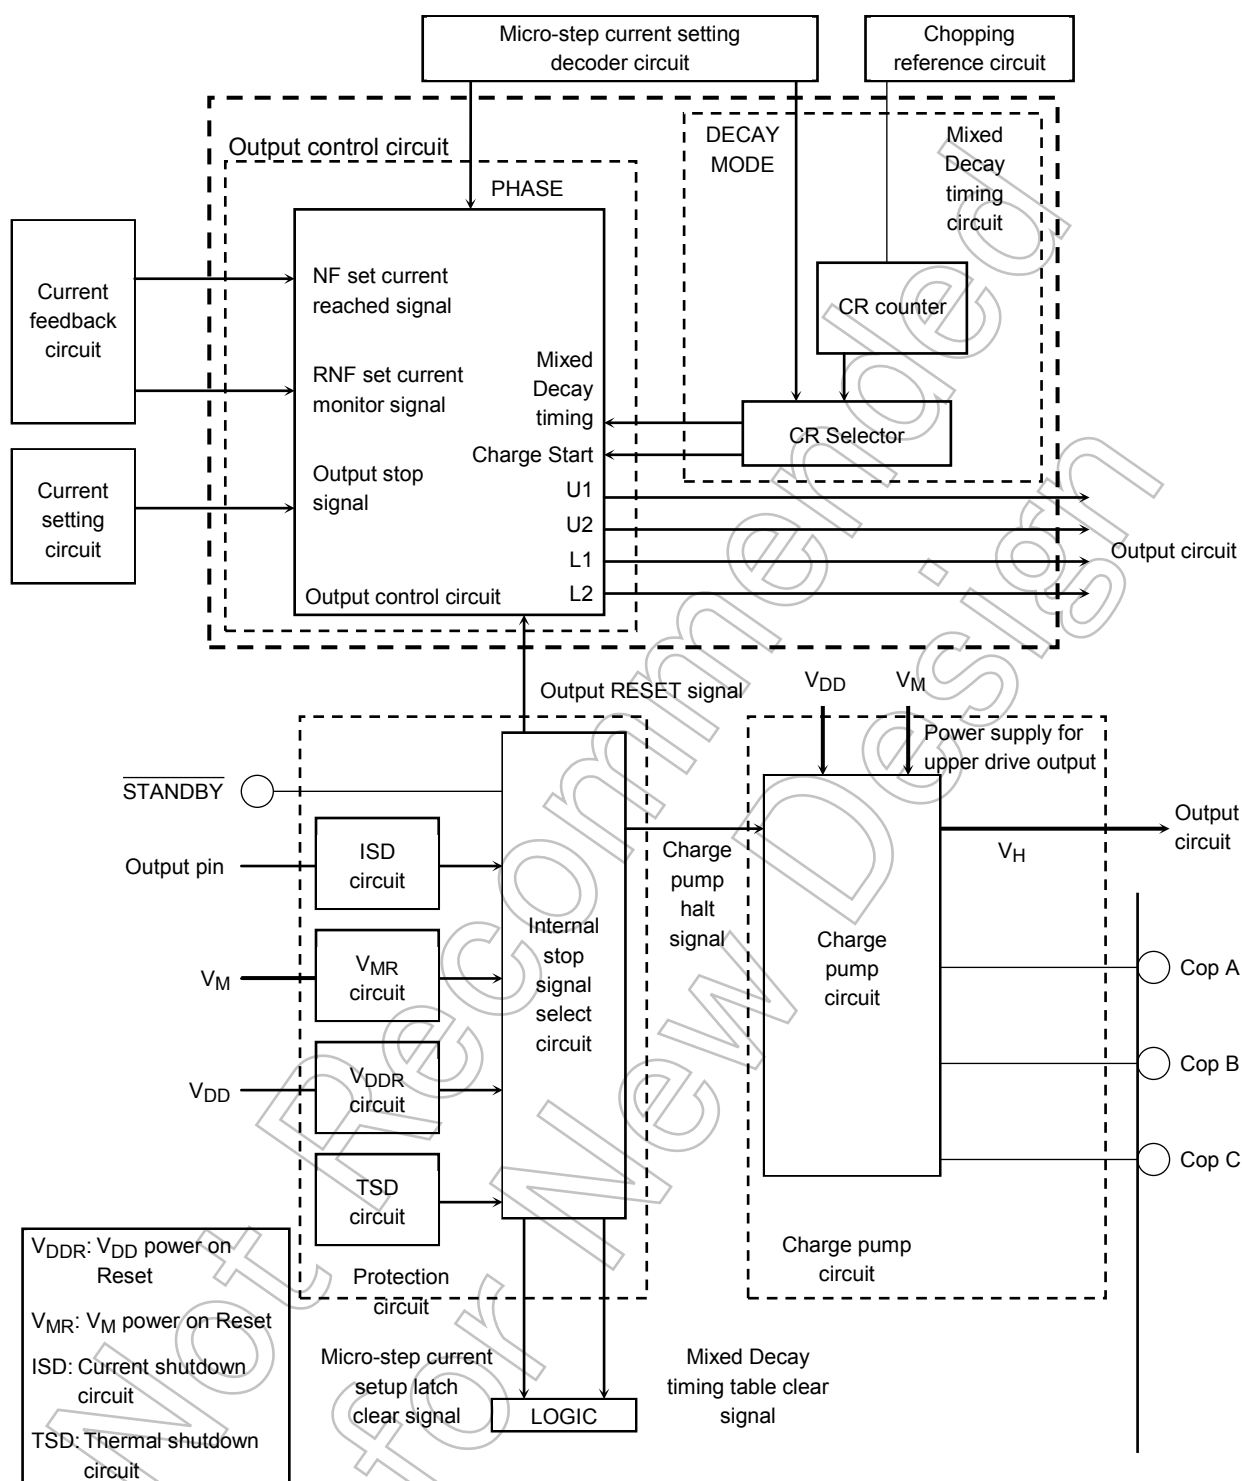 Micro-step current setting
decoder circuit
Chopping
reference circuit
Output control circuit
PHASE
DECAY
MODE
Mixed
Decay
timing
circuit
Current
feedback
circuit
NF set current
reached signal
RNF set current
monitor signal
Mixed
Decay
timing
CR counter
CR Selector
Charge Start
Current
setting
circuit
Output stop
signal
U1
U2
L1
L2
Output circuit
Output control circuit
Output RESET signal
VDD
VM
Power supply for
upper drive output
STANDBY
Output pin
ISD
circuit
VM
VMR
circuit
VDD
VDDR
circuit
TSD
circuit
Internal
stop
signal
select
circuit
Charge
pump
halt
signal
Charge
pump
circuit
VH
Output
circuit
Cop A
Cop B
Cop C
Protection
circuit
Charge pump
circuit
VDDR: VDD power on
Reset
VMR: VM power on Reset
ISD: Current shutdown
circuit
TSD: Thermal shutdown
circuit
Micro-step current
setup latch
clear signal
LOGIC
Mixed Decay
timing table clear
signal
Not Recommended
for New Design